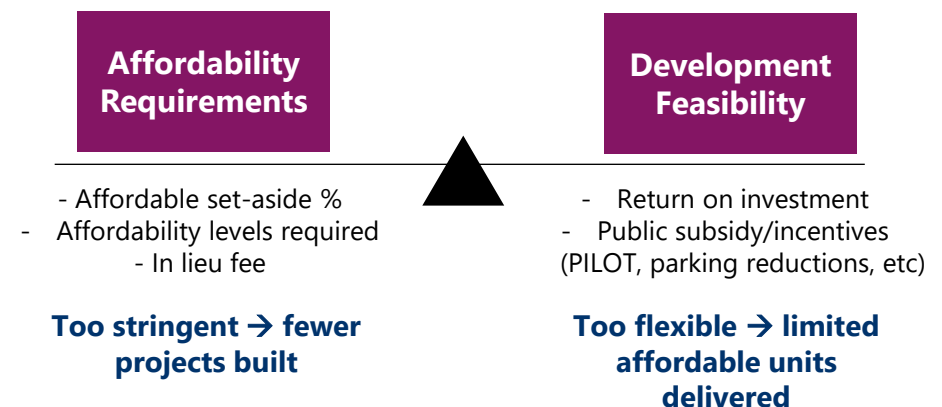 Affordability
Requirements
- Affordable set-aside %
- Affordability levels required
- In lieu fee
Too stringent → fewer
projects built
Development
Feasibility
- Return on investment
- Public subsidy/incentives
(PILOT, parking reductions, etc)
Too flexible → limited
affordable units
delivered